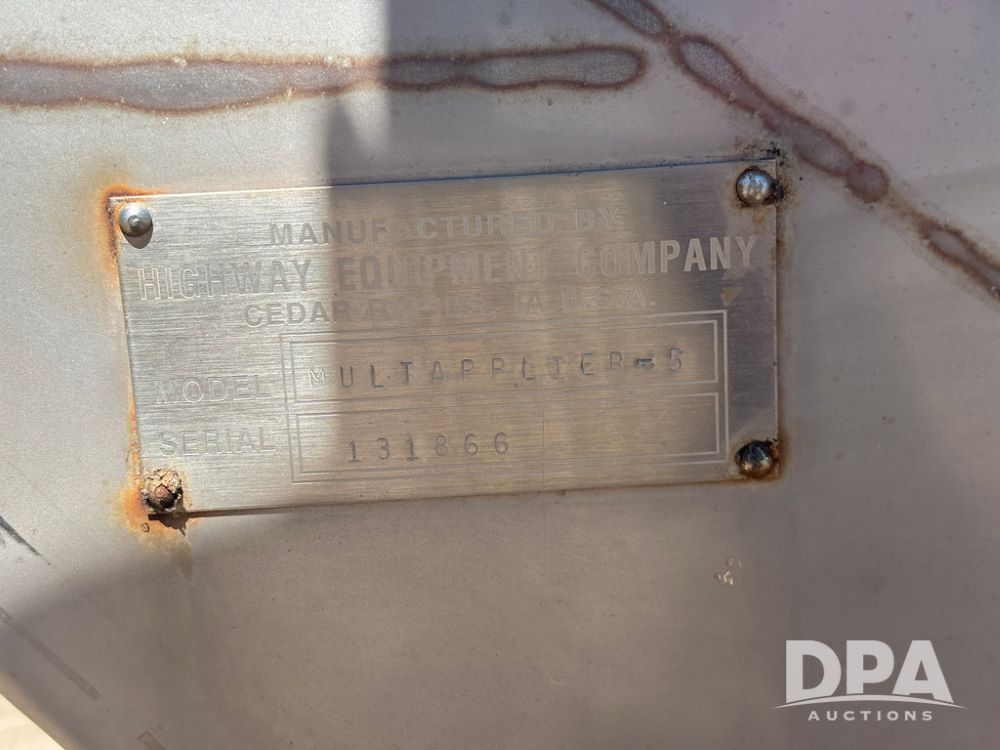 MANUFACTURED BY
HIGHWAY EQUIPMENT COMPANY
CEDAR RAPIDS, IA U.S.A.
MODEL MULTAPPLIER-5
SERIAL 131866
DPA
AUCTIONS